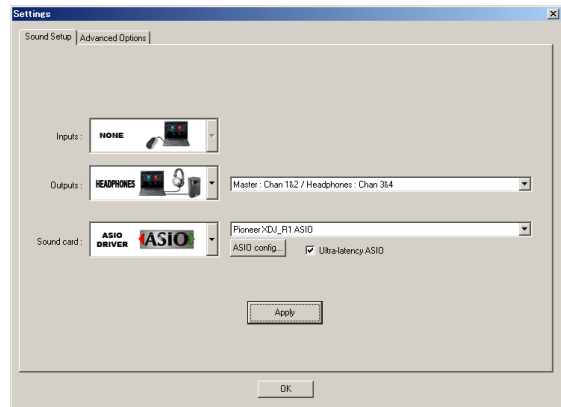 Settings
Sound Setup
Advanced Options
Inputs :
NONE
Outputs :
HEADPHONES
Master : Chan 1&2 / Headphones : Chan 3&4
Sound card :
ASIO
DRIVER
ASIO
Pioneer XDJ_R1 ASIO
ASIO config...
Ultra-latency ASIO
Apply
OK